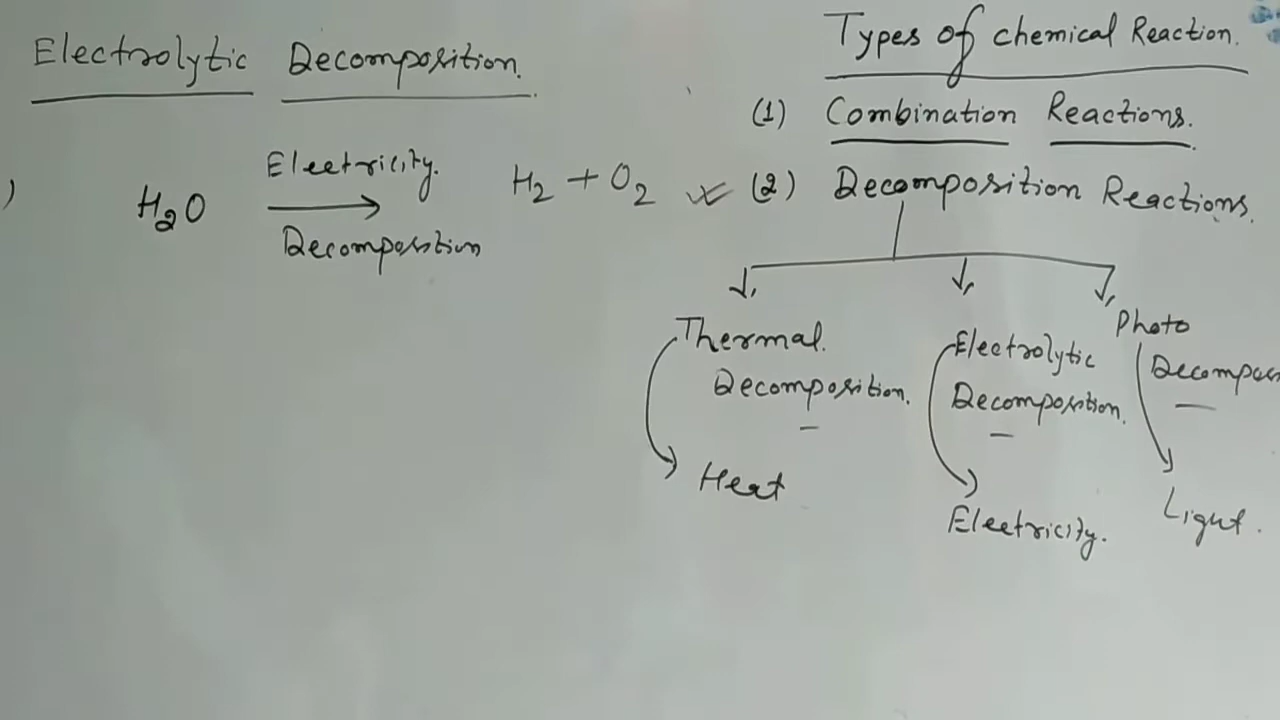 Electrolytic Decomposition.
)
H₂O
Electricity.
Decomposition
H₂ + O₂
Types of chemical Reaction.
(1) Combination Reactions.
(2) Decomposition Reactions.
Thermal.
Decomposition.
Heat
Electrolytic
Decomposition.
Electricity.
Photo
Decompos
Light.